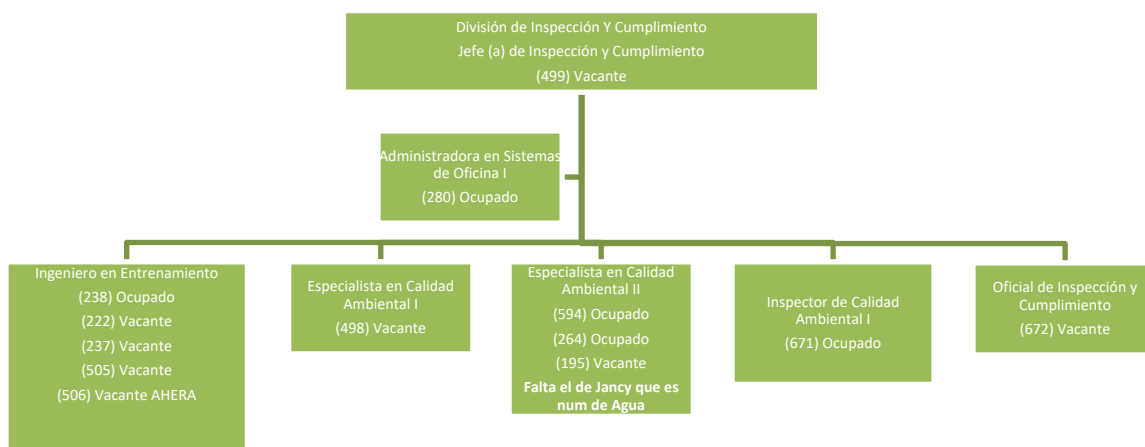 División de Inspección Y Cumplimiento
Jefe (a) de Inspección y Cumplimiento
(499) Vacante
Administradora en Sistemas
de Oficina I
(280) Ocupado
Ingeniero en Entrenamiento
(238) Ocupado
(222) Vacante
(237) Vacante
(505) Vacante
(506) Vacante AHERA
Especialista en Calidad
Ambiental I
(498) Vacante
Especialista en Calidad
Ambiental II
(594) Ocupado
(264) Ocupado
(195) Vacante
Falta el de Jancy que es
num de Agua
Inspector de Calidad
Ambiental I
(671) Ocupado
Oficial de Inspección y
Cumplimiento
(672) Vacante